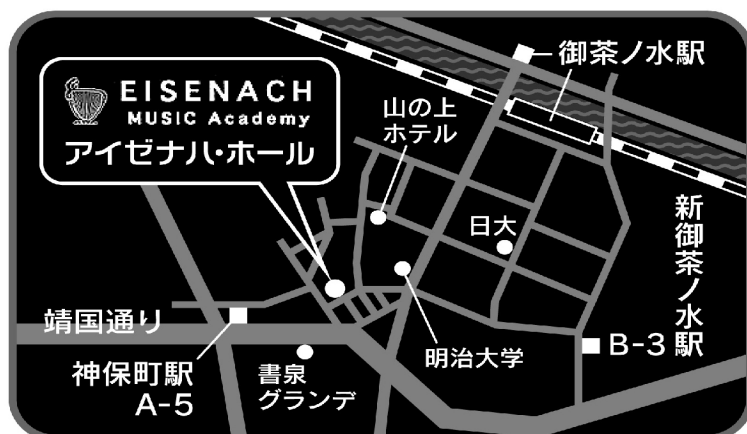 EISENACH
MUSIC Academy
アイゼナハ・ホール
御茶ノ水駅
山の上
ホテル
日大
新御茶ノ水駅
B-3
靖国通り
神保町駅
A-5
書泉
グランデ
明治大学